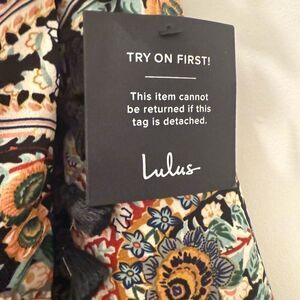 TRY ON FIRST!
This item cannot
be returned if this
tag is detached.
Lulus